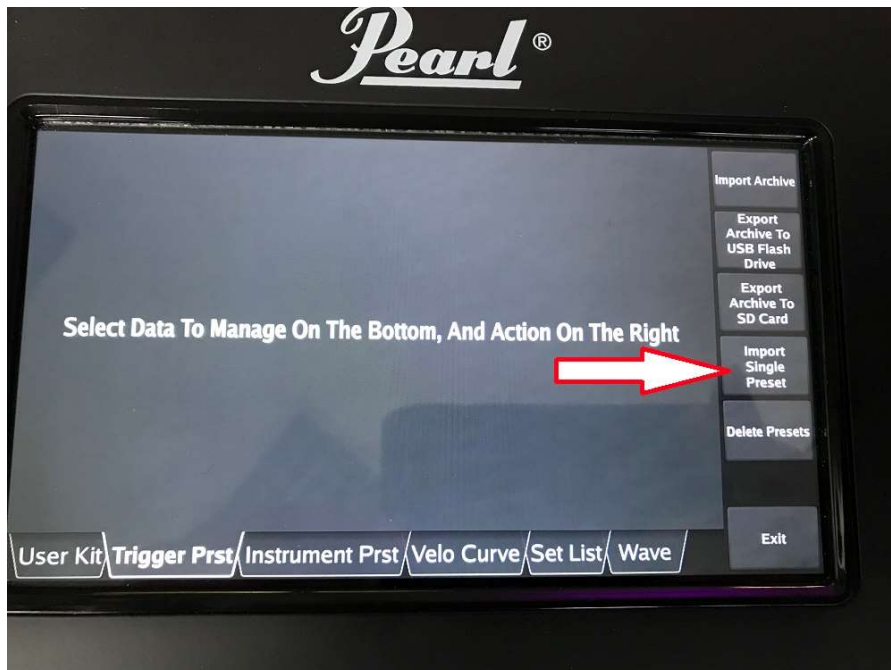 Pearl ®
Import Archive
Export
Archive To
USB Flash
Drive
Export
Archive To
SD Card
Select Data To Manage On The Bottom, And Action On The Right
Import
Single
Preset
Delete Presets
Exit
User Kit Trigger Prst Instrument Prst Velo Curve Set List Wave